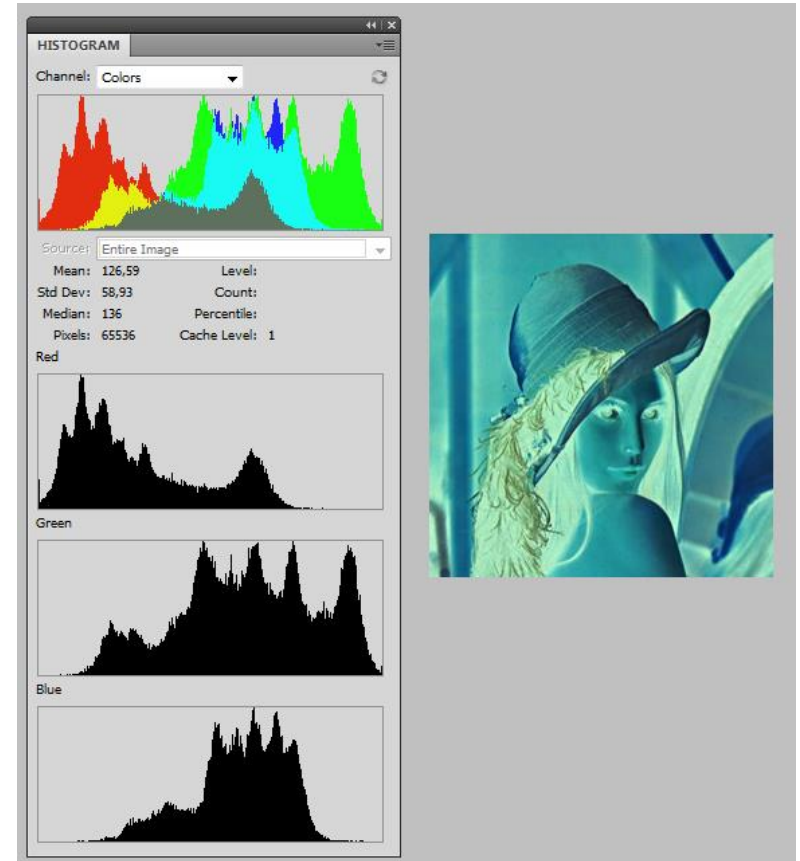 HISTOGRAM
Channel: Colors
Source: Entire Image
Mean: 126,59 Level:
Std Dev: 58,93 Count:
Median: 136 Percentile:
Pixels: 65536 Cache Level: 1
Red
Green
Blue